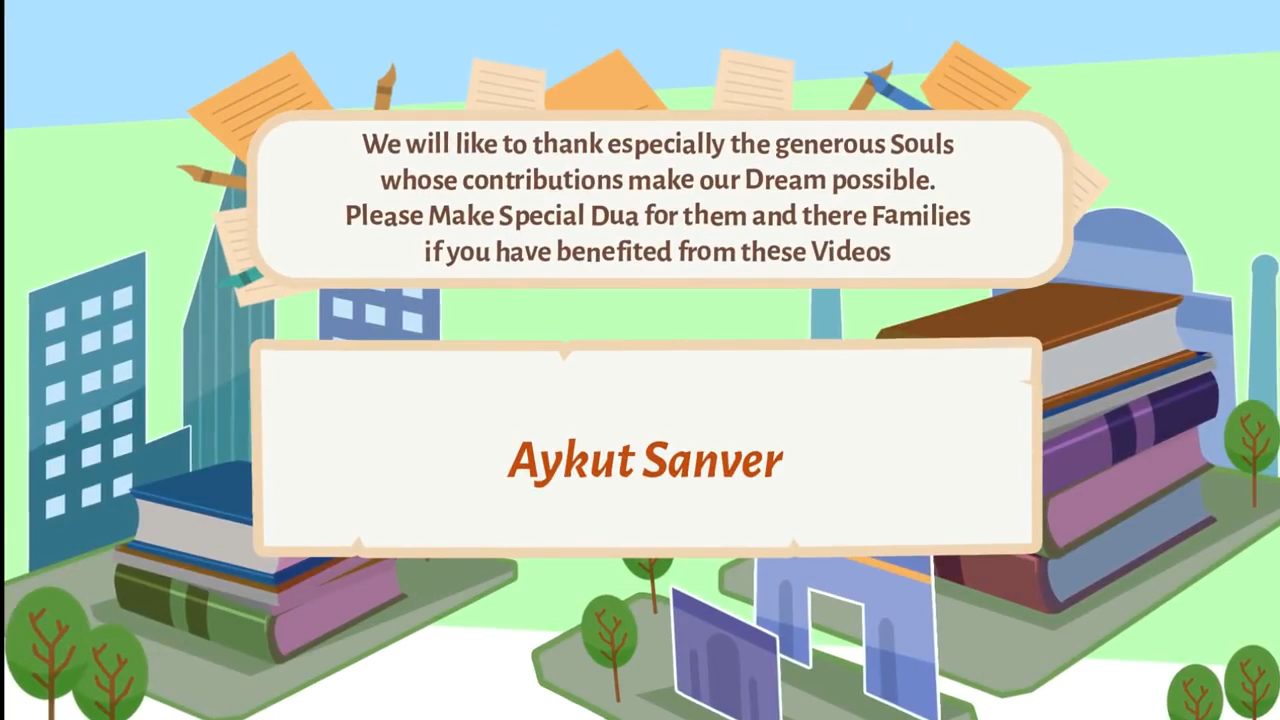 We will like to thank especially the generous Souls
whose contributions make our Dream possible.
Please Make Special Dua for them and there Families
if you have benefited from these Videos
Aykut Sanver